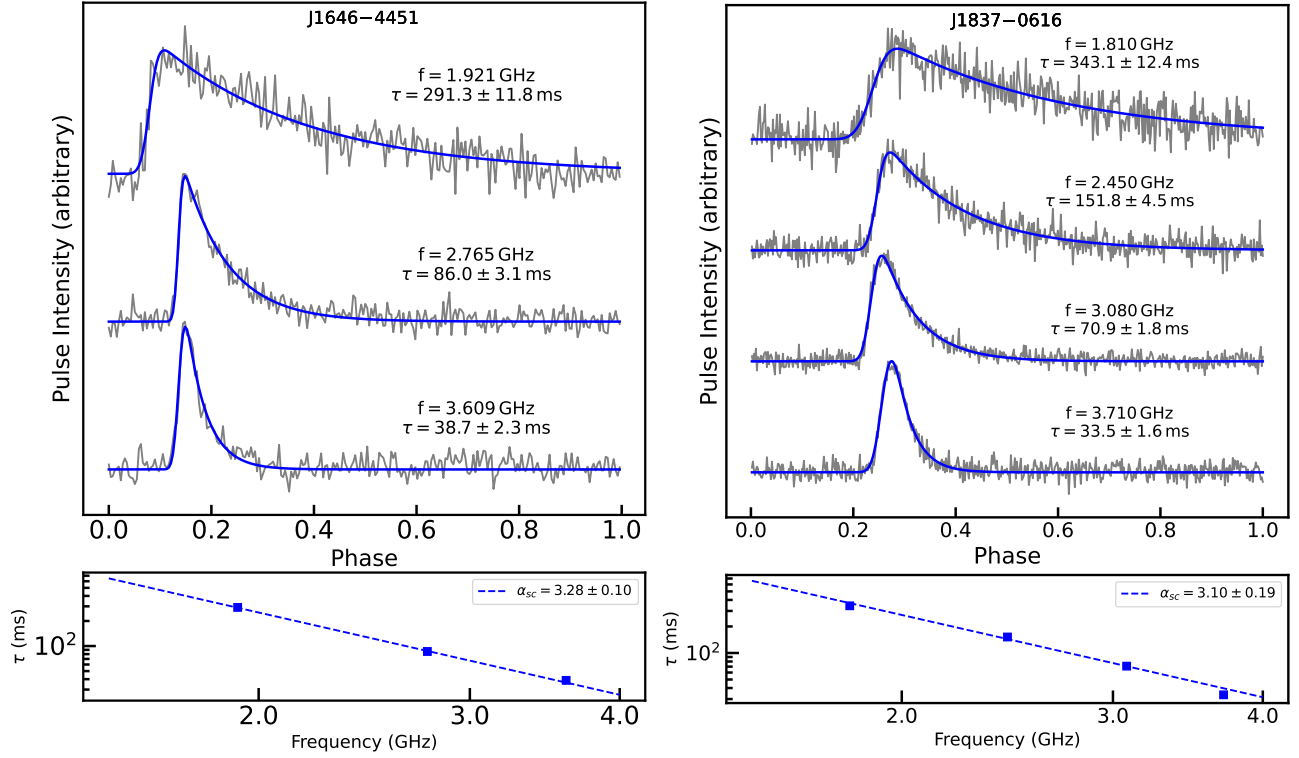 J1646−4451
f = 1.921 GHz
τ = 291.3 ± 11.8 ms
f = 2.765 GHz
τ = 86.0 ± 3.1 ms
f = 3.609 GHz
τ = 38.7 ± 2.3 ms
Pulse Intensity (arbitrary)
0.0 0.2 0.4 0.6 0.8 1.0
Phase
α_sc = 3.28 ± 0.10
τ (ms)
10²
2.0 3.0 4.0
Frequency (GHz)
J1837−0616
f = 1.810 GHz
τ = 343.1 ± 12.4 ms
f = 2.450 GHz
τ = 151.8 ± 4.5 ms
f = 3.080 GHz
τ = 70.9 ± 1.8 ms
f = 3.710 GHz
τ = 33.5 ± 1.6 ms
Pulse Intensity (arbitrary)
0.0 0.2 0.4 0.6 0.8 1.0
Phase
α_sc = 3.10 ± 0.19
τ (ms)
10²
2.0 3.0 4.0
Frequency (GHz)